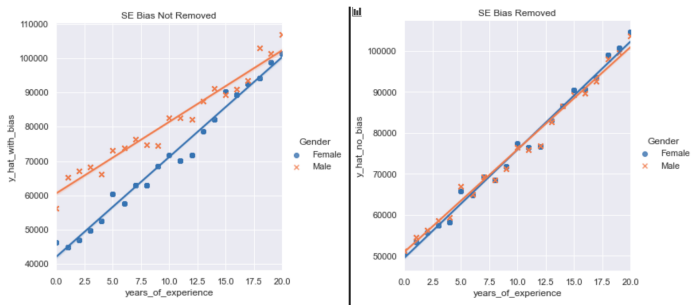 SE Bias Not Removed
110000
100000
90000
80000
70000
60000
50000
40000
y_hat_with_bias
0.0 2.5 5.0 7.5 10.0 12.5 15.0 17.5 20.0
years_of_experience
Gender
Female
Male
SE Bias Removed
100000
90000
80000
70000
60000
50000
y_hat_no_bias
0.0 2.5 5.0 7.5 10.0 12.5 15.0 17.5 20.0
years_of_experience
Gender
Female
Male